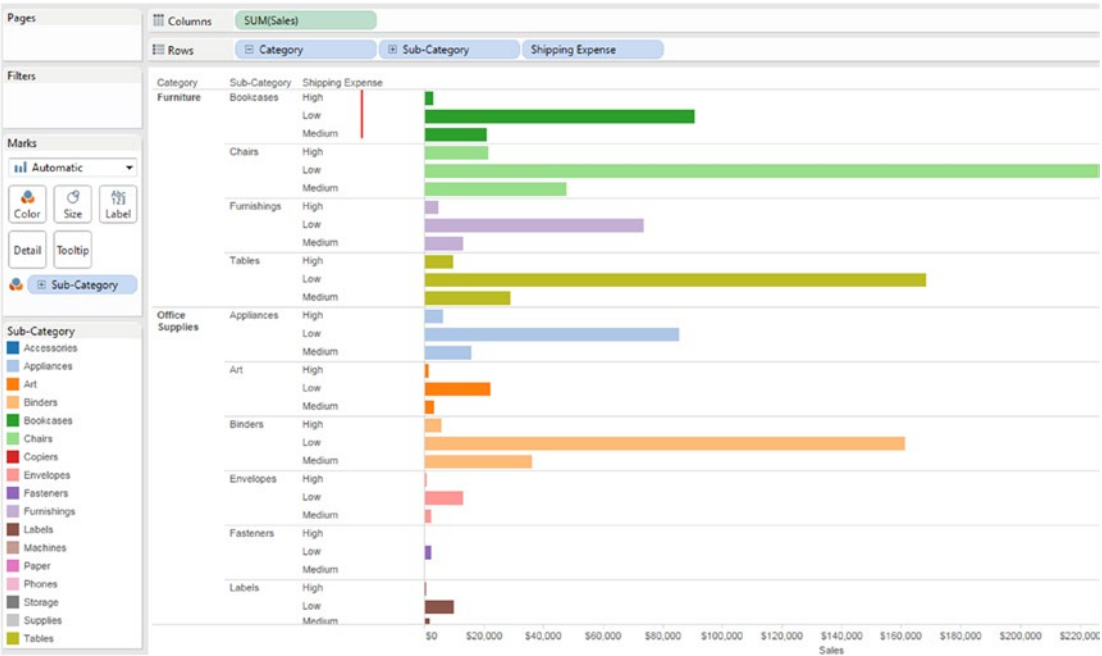 Pages
Columns SUM(Sales)
Rows Category Sub-Category Shipping Expense
Filters
Marks
Automatic
Color Size Abc 123 Label
Detail Tooltip
Sub-Category
Sub-Category
Accessories
Appliances
Art
Binders
Bookcases
Chairs
Copiers
Envelopes
Fasteners
Furnishings
Labels
Machines
Paper
Phones
Storage
Supplies
Tables
Category Sub-Category Shipping Expense
Furniture Bookcases High
Low
Medium
Chairs High
Low
Medium
Furnishings High
Low
Medium
Tables High
Low
Medium
Office Supplies Appliances High
Low
Medium
Art High
Low
Medium
Binders High
Low
Medium
Envelopes High
Low
Medium
Fasteners High
Low
Medium
Labels High
Low
Medium
$0 $20,000 $40,000 $60,000 $80,000 $100,000 $120,000 $140,000 $160,000 $180,000 $200,000 $220,000
Sales